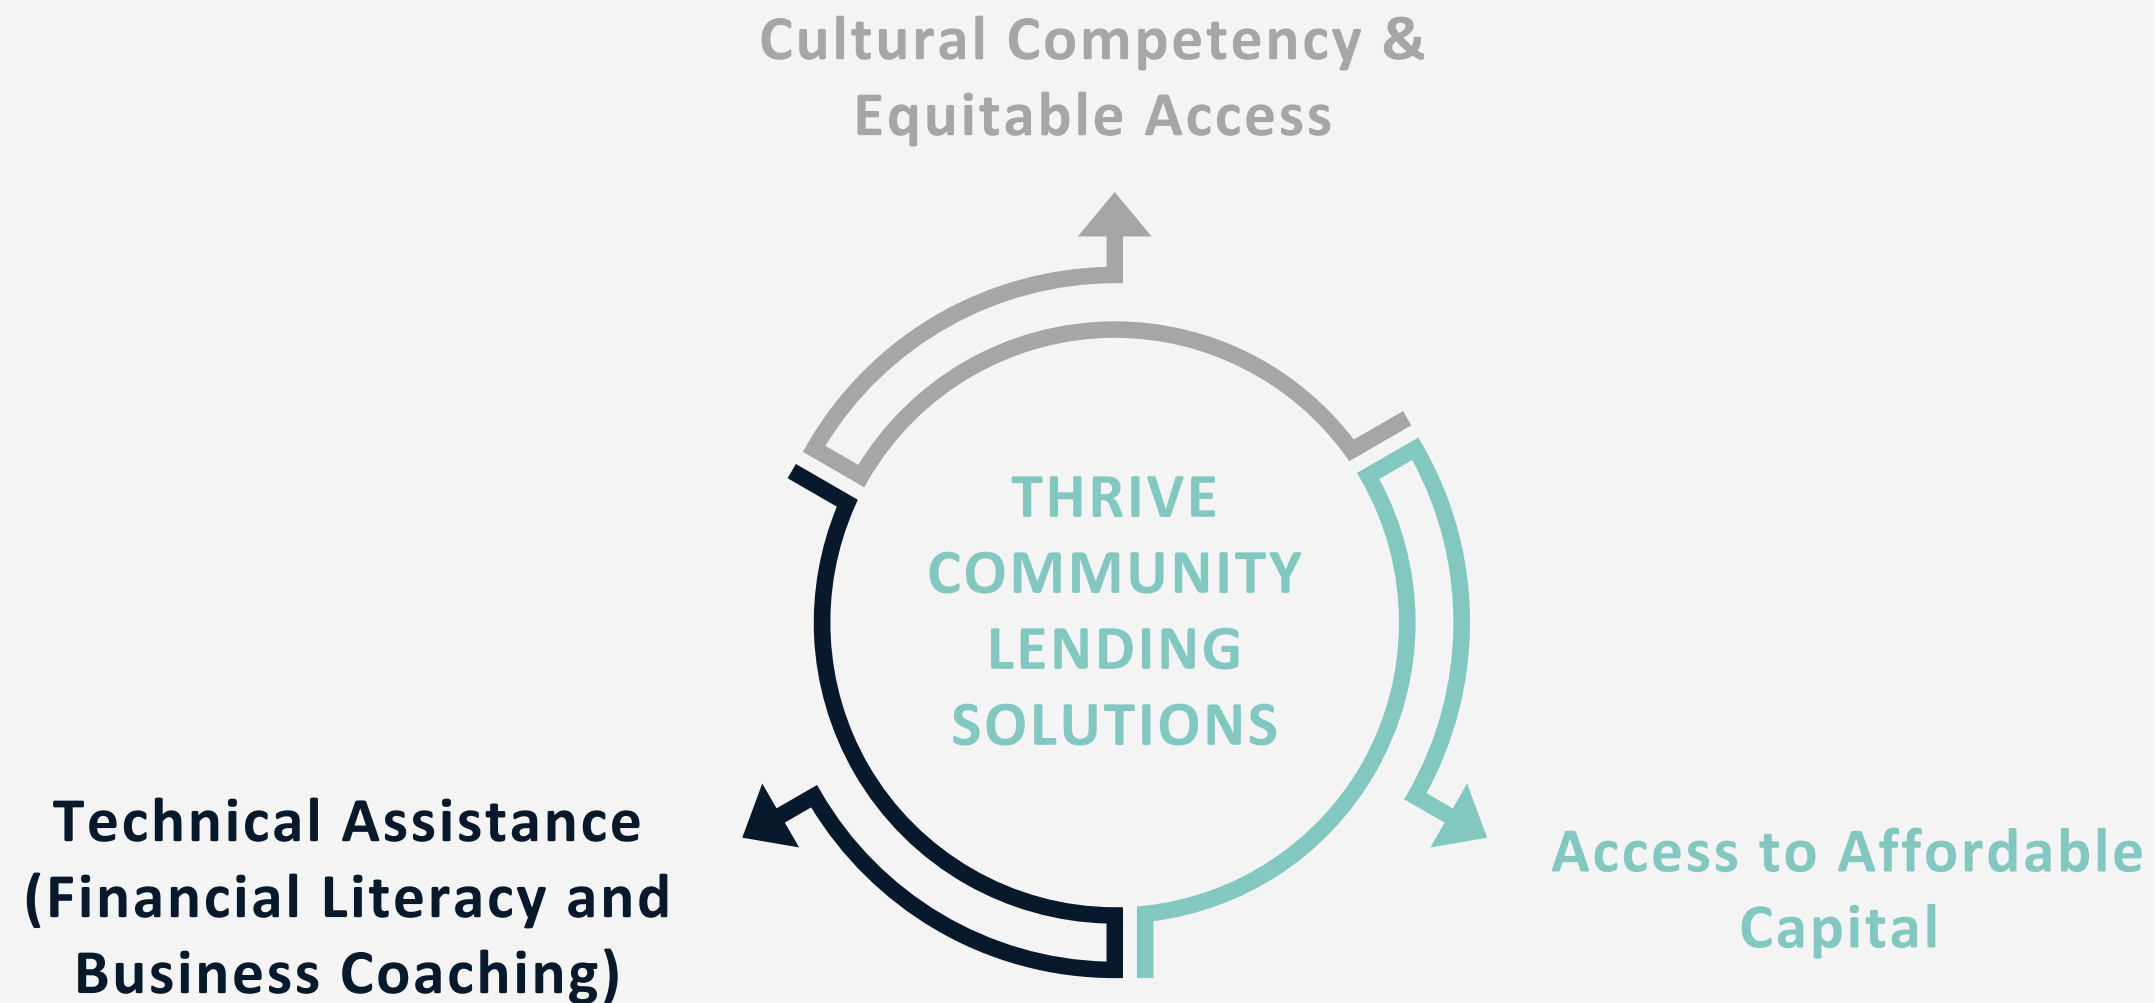 Cultural Competency &
Equitable Access
THRIVE
COMMUNITY
LENDING
SOLUTIONS
Technical Assistance
(Financial Literacy and
Business Coaching)
Access to Affordable
Capital